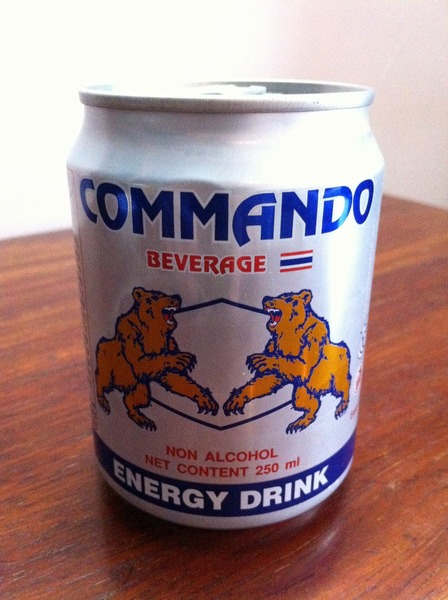 COMMANDO
BEVERAGE
NON ALCOHOL
NET CONTENT 250 ml
ENERGY DRINK